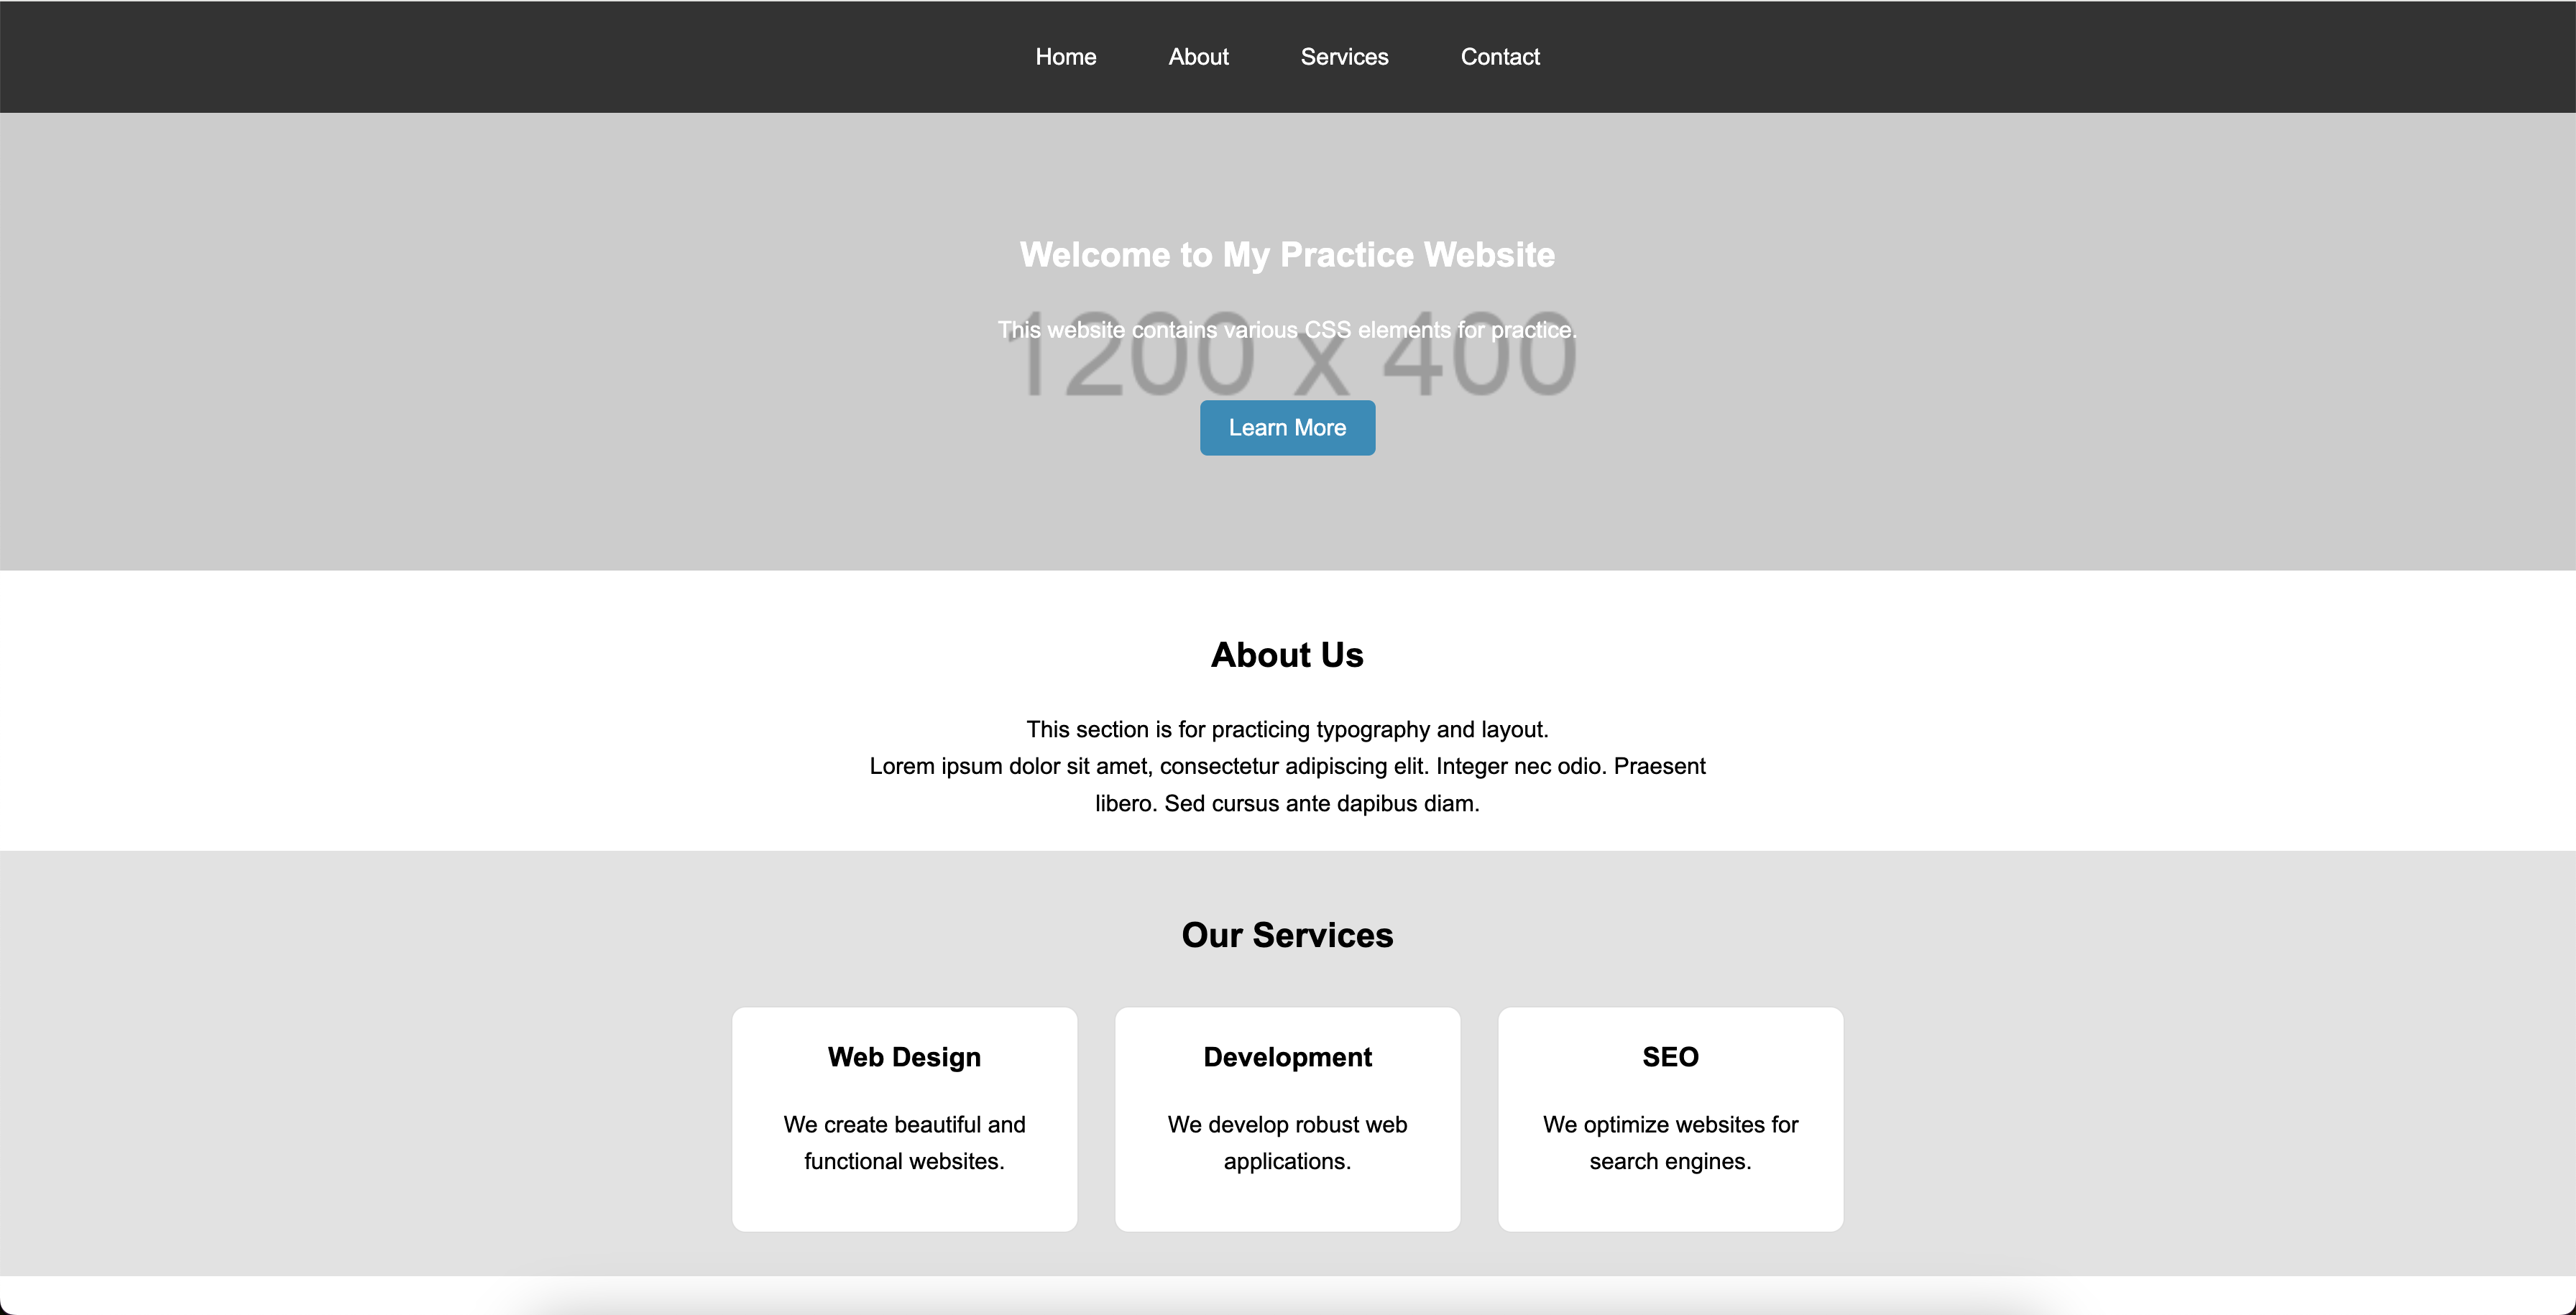 Home About Services Contact
Welcome to My Practice Website
This website contains various CSS elements for practice.
1200 x 400
Learn More
About Us
This section is for practicing typography and layout.
Lorem ipsum dolor sit amet, consectetur adipiscing elit. Integer nec odio. Praesent
libero. Sed cursus ante dapibus diam.
Our Services
Web Design
We create beautiful and
functional websites.
Development
We develop robust web
applications.
SEO
We optimize websites for
search engines.